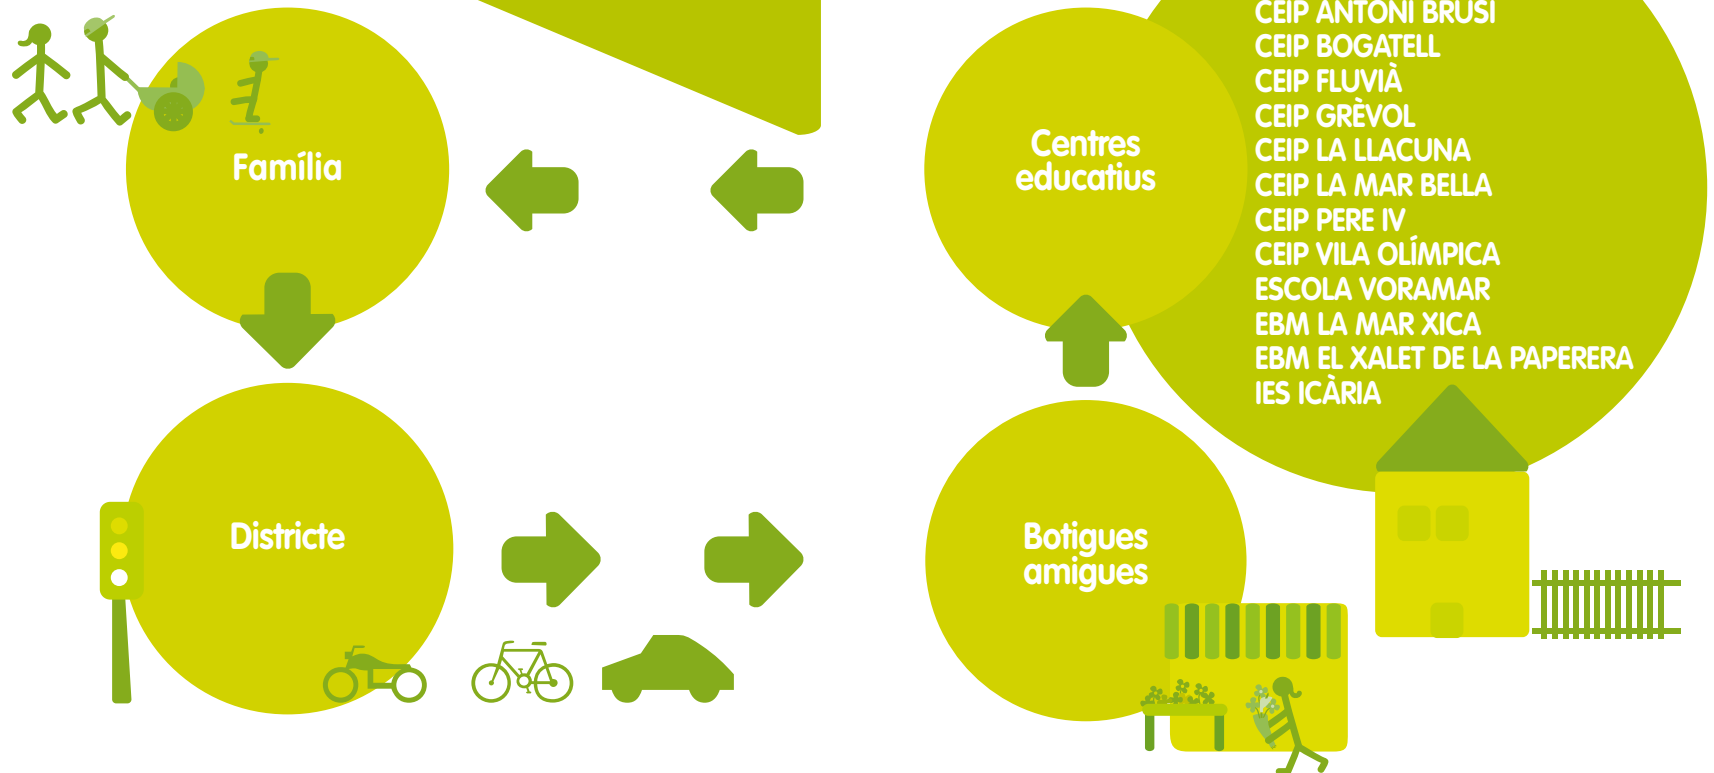 Família
Centres
educatius
CEIP ANTONI BRUSI
CEIP BOGATELL
CEIP FLUVIÀ
CEIP GRÈVOL
CEIP LA LLACUNA
CEIP LA MAR BELLA
CEIP PERE IV
CEIP VILA OLÍMPICA
ESCOLA VORAMAR
EBM LA MAR XICA
EBM EL XALET DE LA PAPERERA
IES ICÀRIA
Districte
Botigues
amigues